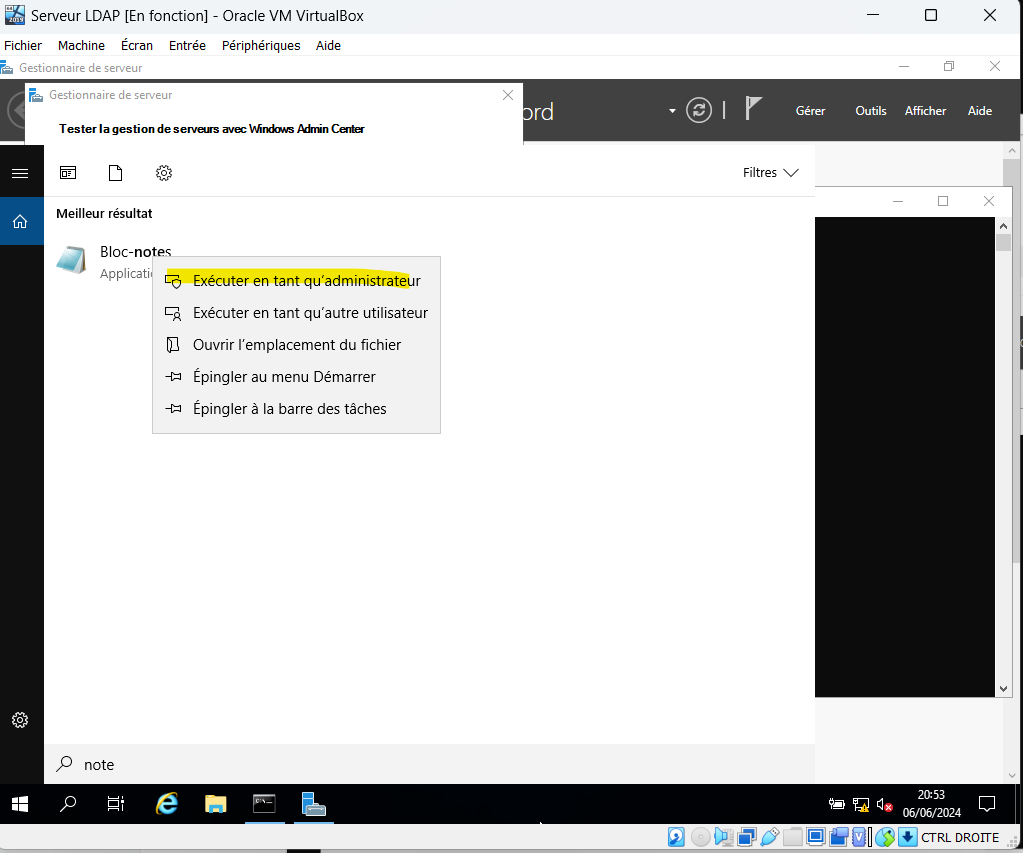 Serveur LDAP [En fonction] - Oracle VM VirtualBox
Fichier Machine Écran Entrée Périphériques Aide
Gestionnaire de serveur
Gestionnaire de serveur
Tester la gestion de serveurs avec Windows Admin Center
ord
Gérer Outils Afficher Aide
Filtres
Meilleur résultat
Bloc-notes
Applicati
Exécuter en tant qu'administrateur
Exécuter en tant qu'autre utilisateur
Ouvrir l'emplacement du fichier
Épingler au menu Démarrer
Épingler à la barre des tâches
note
20:53
06/06/2024
CTRL DROITE